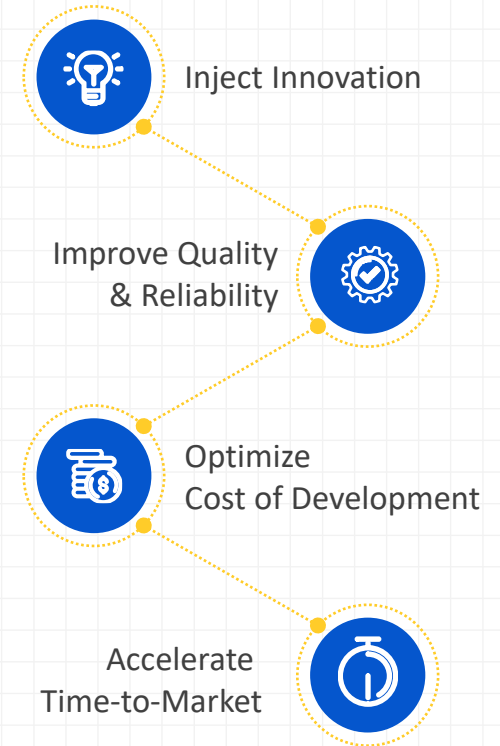 Inject Innovation
Improve Quality
& Reliability
Optimize
Cost of Development
Accelerate
Time-to-Market